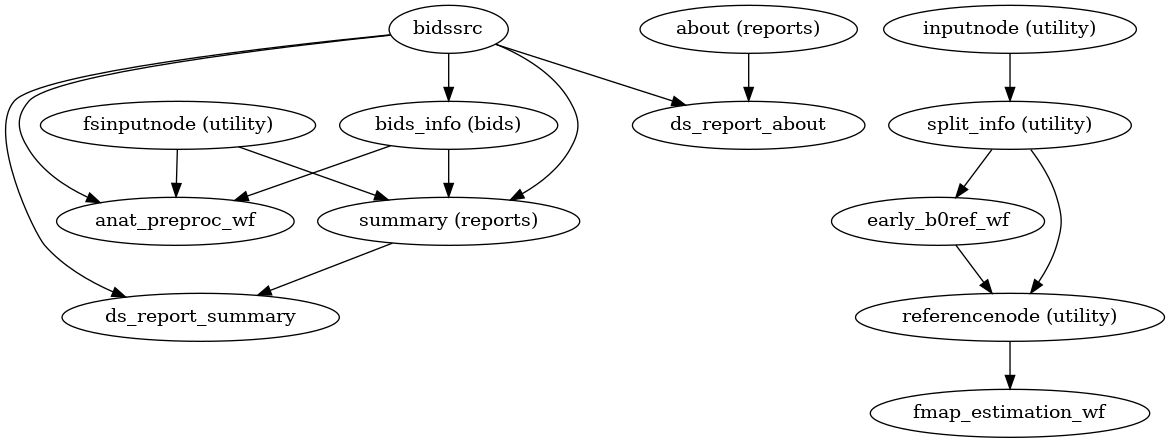 bidssrc
about (reports)
inputnode (utility)
fsinputnode (utility)
bids_info (bids)
ds_report_about
split_info (utility)
anat_preproc_wf
summary (reports)
early_b0ref_wf
ds_report_summary
referencenode (utility)
fmap_estimation_wf